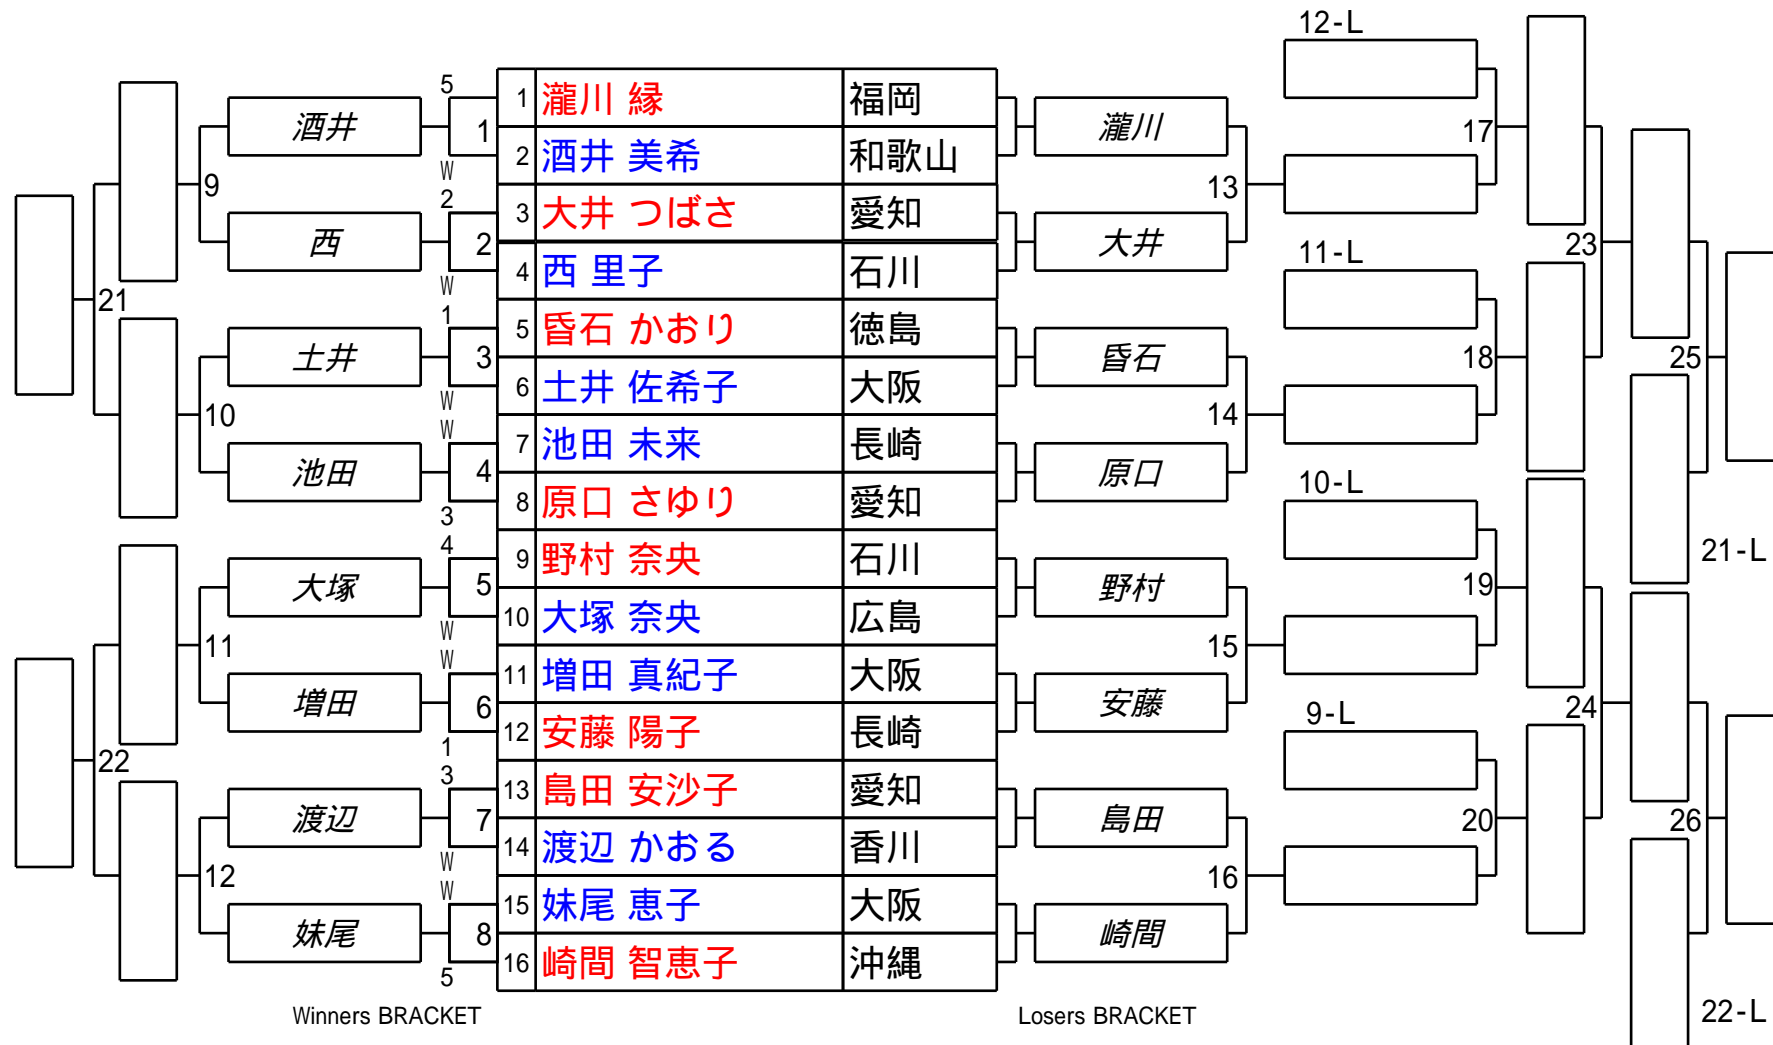 12-L
5
1 瀧川 縁 福岡
酒井
1
瀧川
17
2 酒井 美希 和歌山
W
9
13
2
3 大井 つばさ 愛知
西
2
大井
23
4 西 里子 石川
W
11-L
21
1
5 昏石 かおり 徳島
土井
3
昏石
18
25
6 土井 佐希子 大阪
W
10
14
W
7 池田 未来 長崎
池田
4
原口
10-L
8 原口 さゆり 愛知
3
4
9 野村 奈央 石川
21-L
大塚
5
野村
19
10 大塚 奈央 広島
W
11
15
W
11 増田 真紀子 大阪
増田
6
安藤
24
9-L
12 安藤 陽子 長崎
1
22
3
13 島田 安沙子 愛知
渡辺
7
島田
20
26
14 渡辺 かおる 香川
W
12
16
W
15 妹尾 恵子 大阪
妹尾
8
崎間
16 崎間 智恵子 沖縄
5
Winners BRACKET
Losers BRACKET
22-L